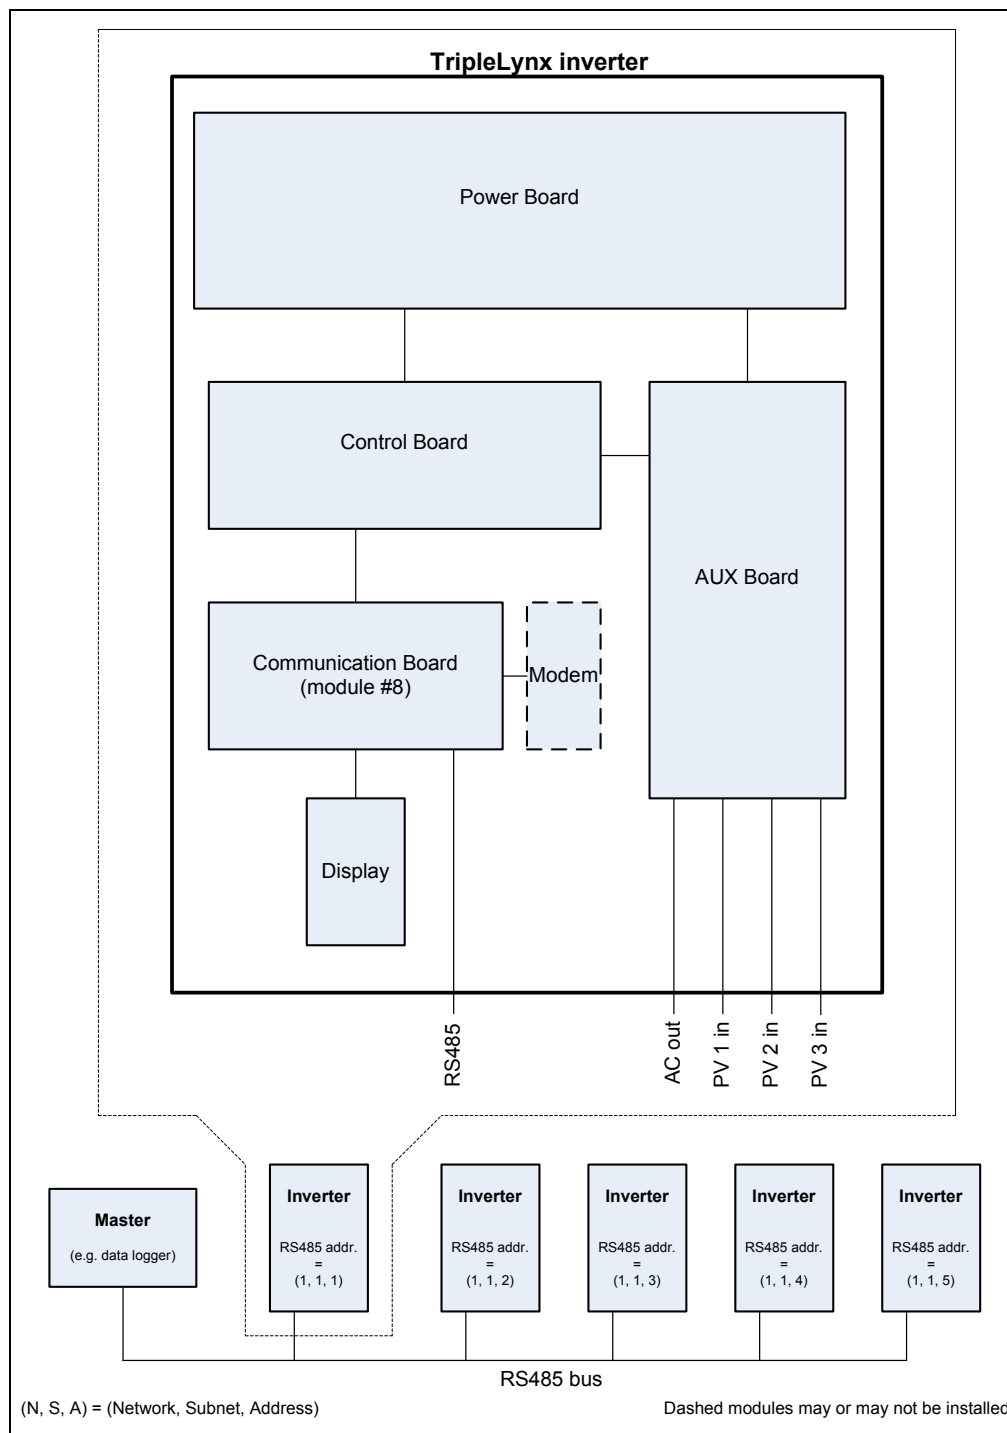 TripleLynx inverter
Power Board
Control Board
AUX Board
Communication Board
(module #8)
Modem
Display
RS485
AC out
PV 1 in
PV 2 in
PV 3 in
Master
(e.g. data logger)
Inverter
RS485 addr.
=
(1, 1, 1)
Inverter
RS485 addr.
=
(1, 1, 2)
Inverter
RS485 addr.
=
(1, 1, 3)
Inverter
RS485 addr.
=
(1, 1, 4)
Inverter
RS485 addr.
=
(1, 1, 5)
RS485 bus
(N, S, A) = (Network, Subnet, Address)
Dashed modules may or may not be installed